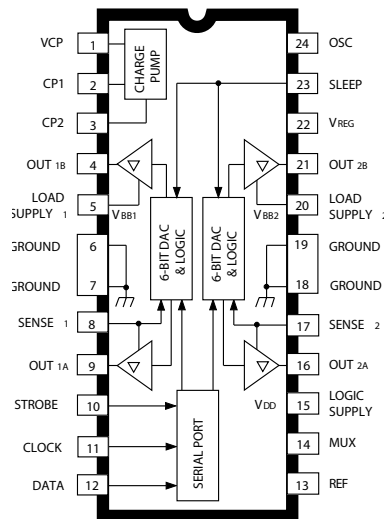 VCP 1 24 OSC
CP1 2 23 SLEEP
CP2 3 22 VREG
CHARGE PUMP
OUT 1B 4 21 OUT 2B
LOAD SUPPLY 1 5 VBB1 VBB2 20 LOAD SUPPLY 2
GROUND 6 19 GROUND
6-BIT DAC & LOGIC
6-BIT DAC & LOGIC
GROUND 7 18 GROUND
SENSE 1 8 17 SENSE 2
OUT 1A 9 16 OUT 2A
STROBE 10 VDD 15 LOGIC SUPPLY
CLOCK 11 14 MUX
SERIAL PORT
DATA 12 13 REF